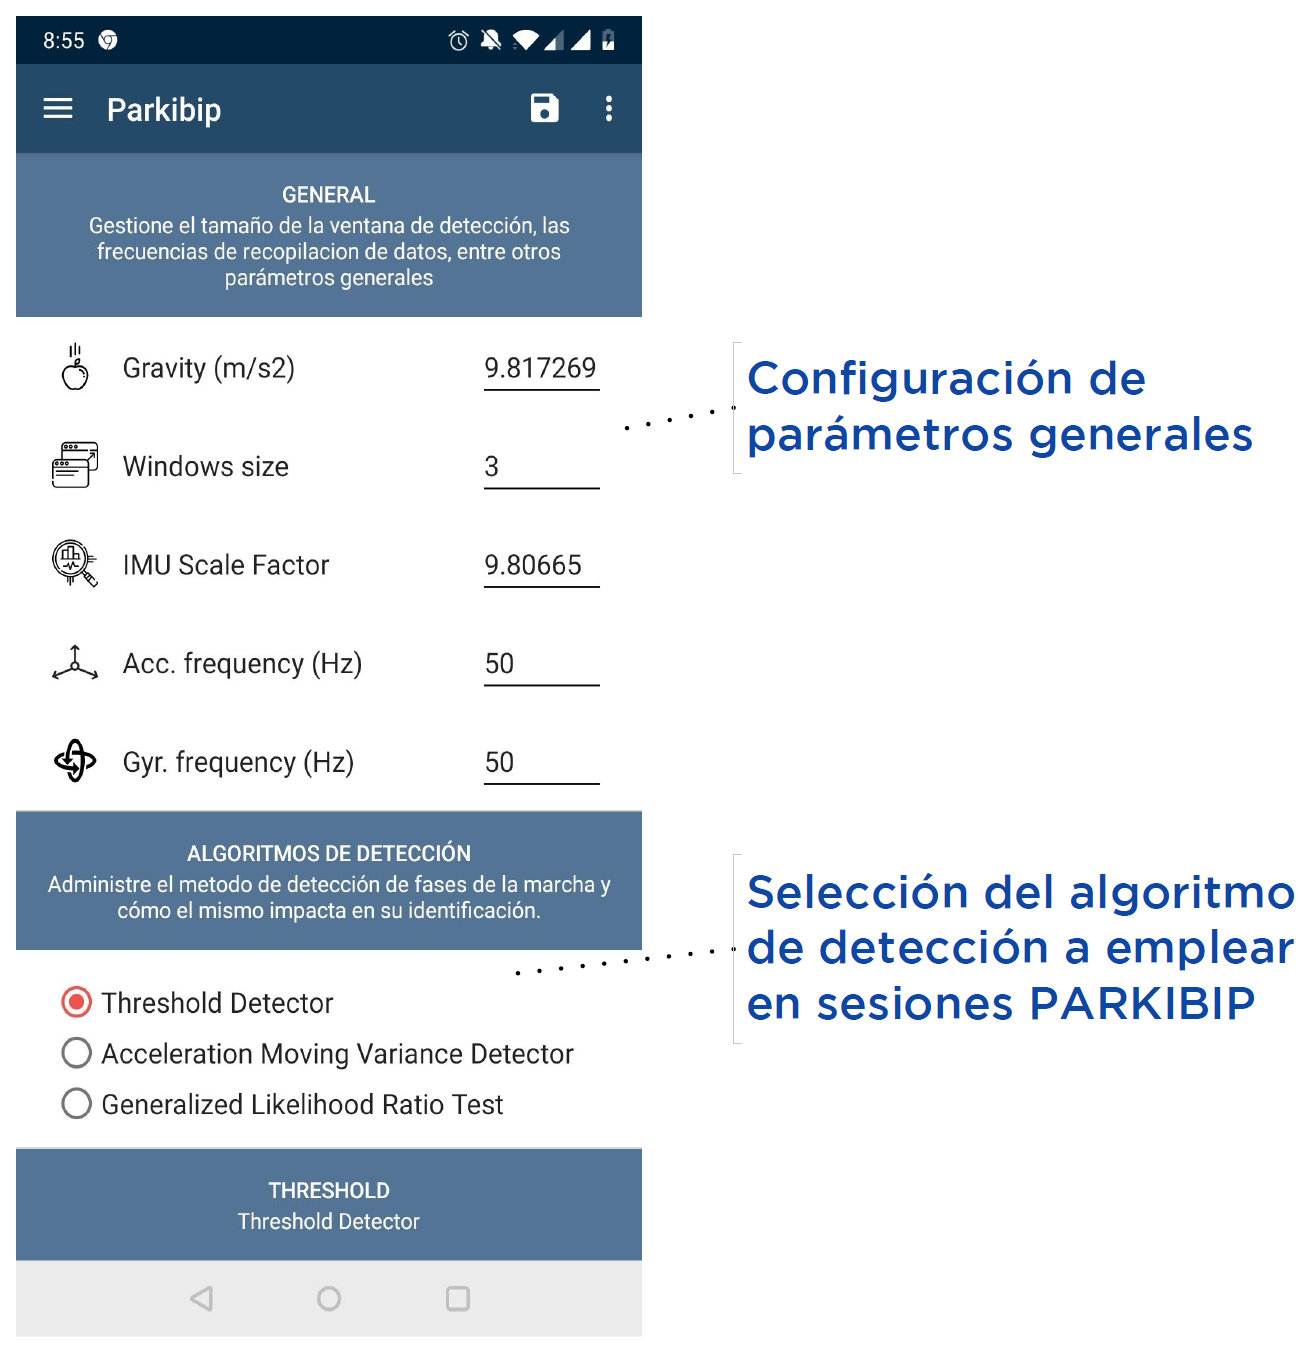 8:55
Parkibip
GENERAL
Gestione el tamaño de la ventana de detección, las
frecuencias de recopilacion de datos, entre otros
parámetros generales
Gravity (m/s2) 9.817269
Windows size 3
IMU Scale Factor 9.80665
Acc. frequency (Hz) 50
Gyr. frequency (Hz) 50
Configuración de
parámetros generales
ALGORITMOS DE DETECCIÓN
Administre el metodo de detección de fases de la marcha y
cómo el mismo impacta en su identificación.
Threshold Detector
Acceleration Moving Variance Detector
Generalized Likelihood Ratio Test
Selección del algoritmo
de detección a emplear
en sesiones PARKIBIP
THRESHOLD
Threshold Detector